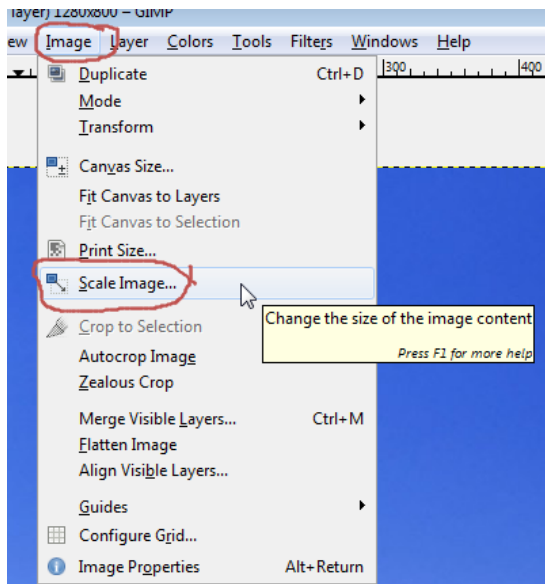 layer) 1280x800 – GIMP
ew Image Layer Colors Tools Filters Windows Help
300 400
Duplicate Ctrl+D
Mode
Transform
Canvas Size...
Fit Canvas to Layers
Fit Canvas to Selection
Print Size...
Scale Image...
Change the size of the image content
Press F1 for more help
Crop to Selection
Autocrop Image
Zealous Crop
Merge Visible Layers... Ctrl+M
Flatten Image
Align Visible Layers...
Guides
Configure Grid...
Image Properties Alt+Return